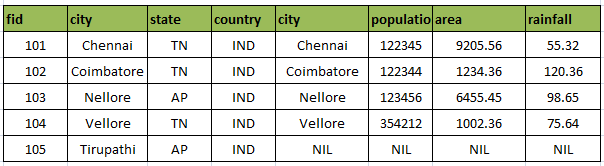 fid city state country city populatio area rainfall
101 Chennai TN IND Chennai 122345 9205.56 55.32
102 Coimbatore TN IND Coimbatore 122344 1234.36 120.36
103 Nellore AP IND Nellore 123456 6455.45 98.65
104 Vellore TN IND Vellore 354212 1002.36 75.64
105 Tirupathi AP IND NIL NIL NIL NIL